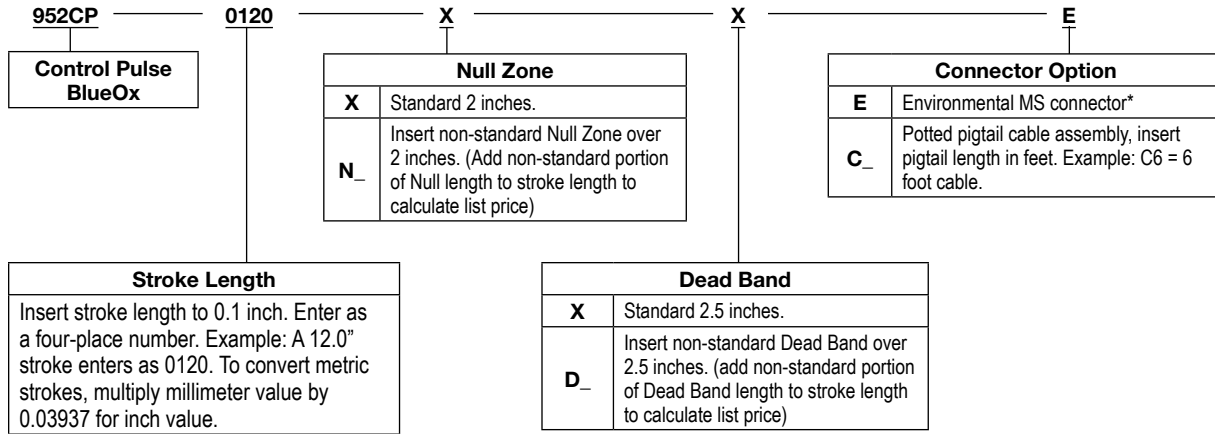 952CP 0120 X X E
Control Pulse
BlueOx
Null Zone
X Standard 2 inches.
N_ Insert non-standard Null Zone over
2 inches. (Add non-standard portion
of Null length to stroke length to
calculate list price)
Connector Option
E Environmental MS connector*
C_ Potted pigtail cable assembly, insert
pigtail length in feet. Example: C6 = 6
foot cable.
Stroke Length
Insert stroke length to 0.1 inch. Enter as
a four-place number. Example: A 12.0”
stroke enters as 0120. To convert metric
strokes, multiply millimeter value by
0.03937 for inch value.
Dead Band
X Standard 2.5 inches.
D_ Insert non-standard Dead Band over
2.5 inches. (add non-standard portion
of Dead Band length to stroke length
to calculate list price)